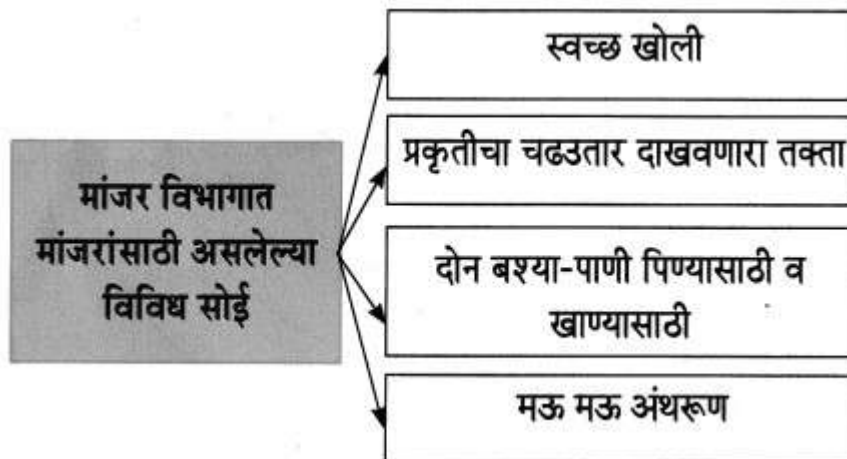 मांजर विभागात
मांजरांसाठी असलेल्या
विविध सोई
स्वच्छ खोली
प्रकृतीचा चढउतार दाखवणारा तक्ता
दोन बश्या-पाणी पिण्यासाठी व
खाण्यासाठी
मऊ मऊ अंथरूण